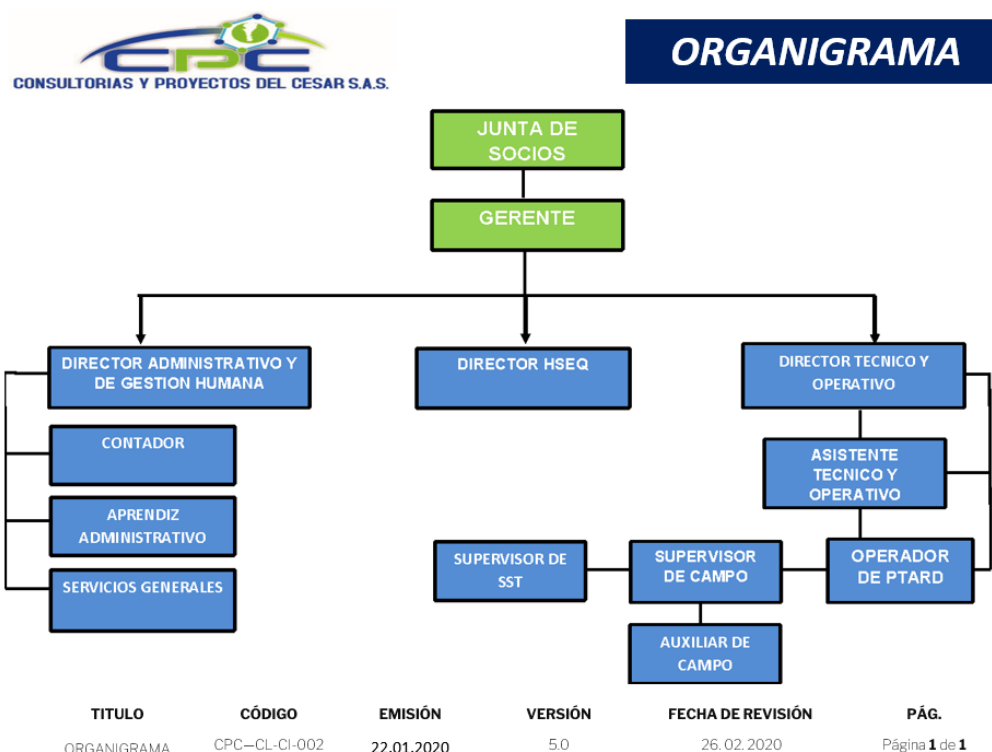 CPC
CONSULTORIAS Y PROYECTOS DEL CESAR S.A.S.
ORGANIGRAMA
JUNTA DE
SOCIOS
GERENTE
DIRECTOR ADMINISTRATIVO Y
DE GESTION HUMANA
DIRECTOR HSEQ
DIRECTOR TECNICO Y
OPERATIVO
CONTADOR
ASISTENTE
TECNICO Y
OPERATIVO
APRENDIZ
ADMINISTRATIVO
SUPERVISOR DE
SST
SUPERVISOR
DE CAMPO
OPERADOR
DE PTARD
SERVICIOS GENERALES
AUXILIAR DE
CAMPO
TITULO CÓDIGO EMISIÓN VERSIÓN FECHA DE REVISIÓN PÁG.
ORGANIGRAMA CPC—CL-CI-002 22.01.2020 5.0 26. 02. 2020 Página 1 de 1